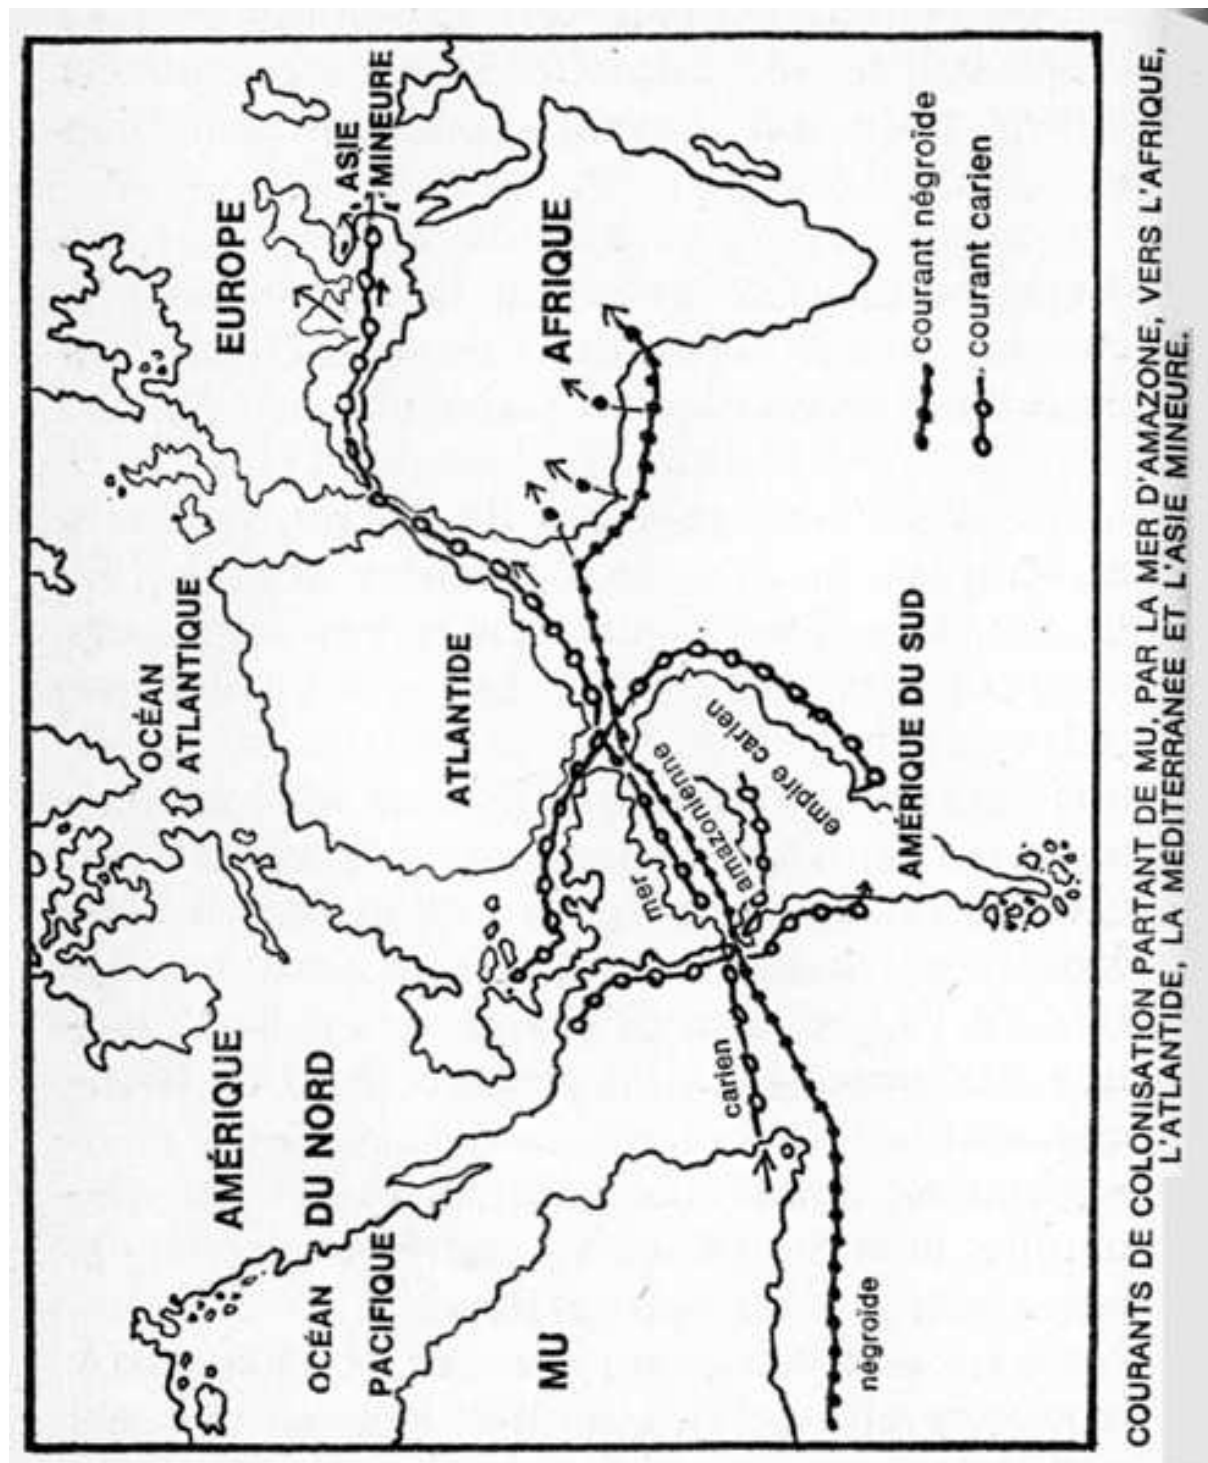 AMÉRIQUE
DU NORD
OCÉAN
PACIFIQUE
MU
OCÉAN
ATLANTIQUE
ATLANTIDE
EUROPE
ASIE
MINEURE
AFRIQUE
mer
amazonienne
empire carien
AMÉRIQUE DU SUD
carien
négroïde
courant négroïde
courant carien
COURANTS DE COLONISATION PARTANT DE MU, PAR LA MER D'AMAZONE, VERS L'AFRIQUE,
L'ATLANTIDE, LA MÉDITERRANÉE ET L'ASIE MINEURE.